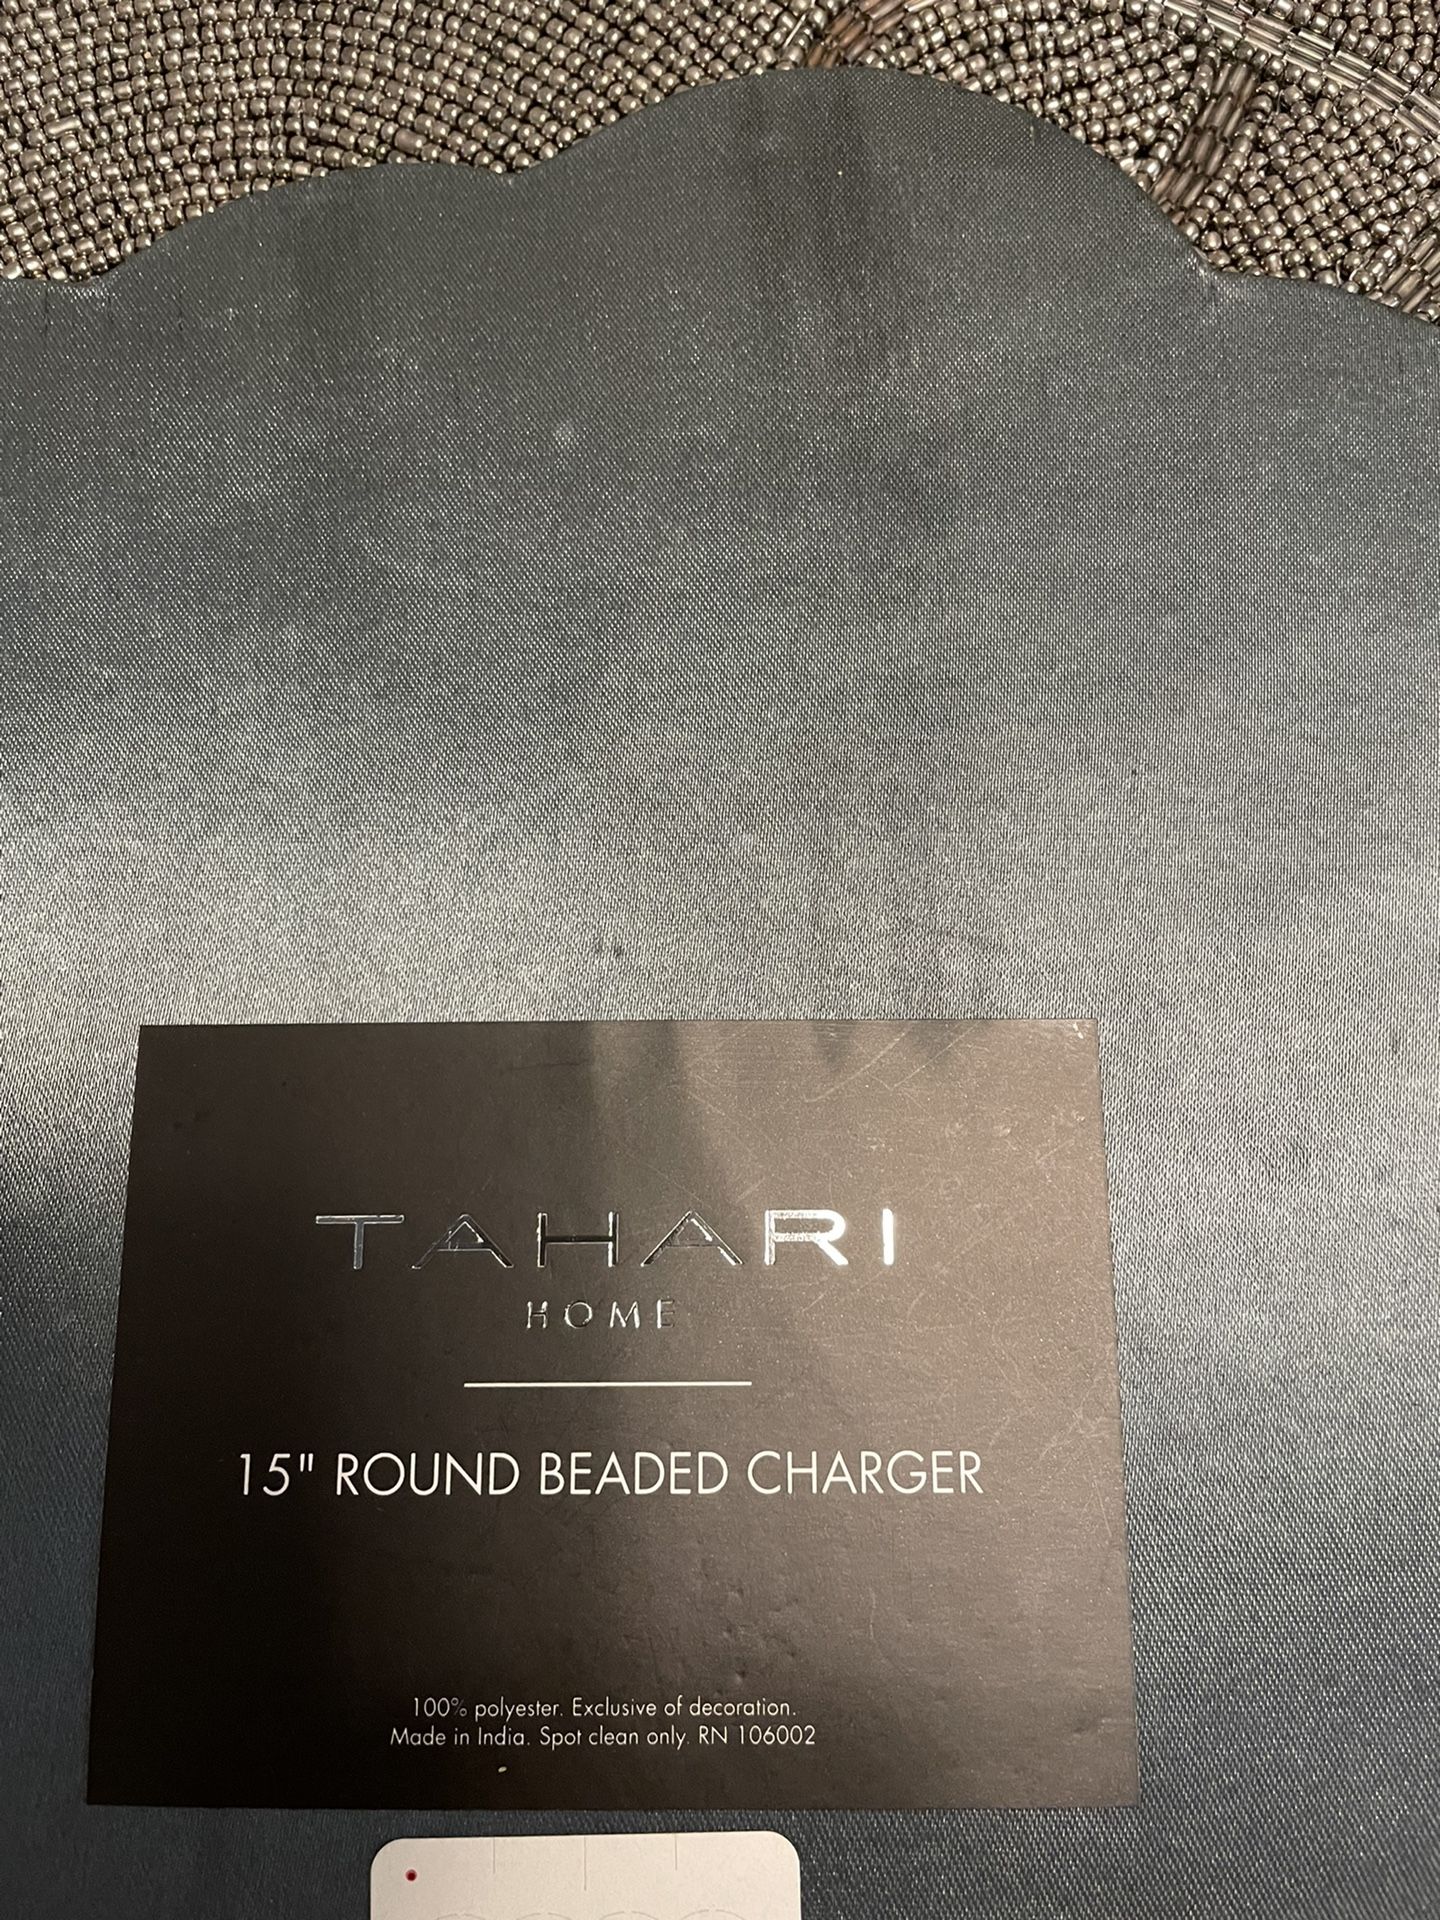 TAHARI
HOME
15" ROUND BEADED CHARGER
100% polyester. Exclusive of decoration.
Made in India. Spot clean only. RN 106002